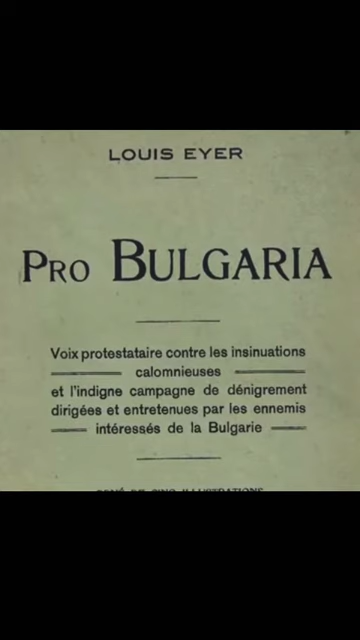 LOUIS EYER
PRO BULGARIA
Voix protestataire contre les insinuations
calomnieuses
et l'indigne campagne de dénigrement
dirigées et entretenues par les ennemis
intéressés de la Bulgarie